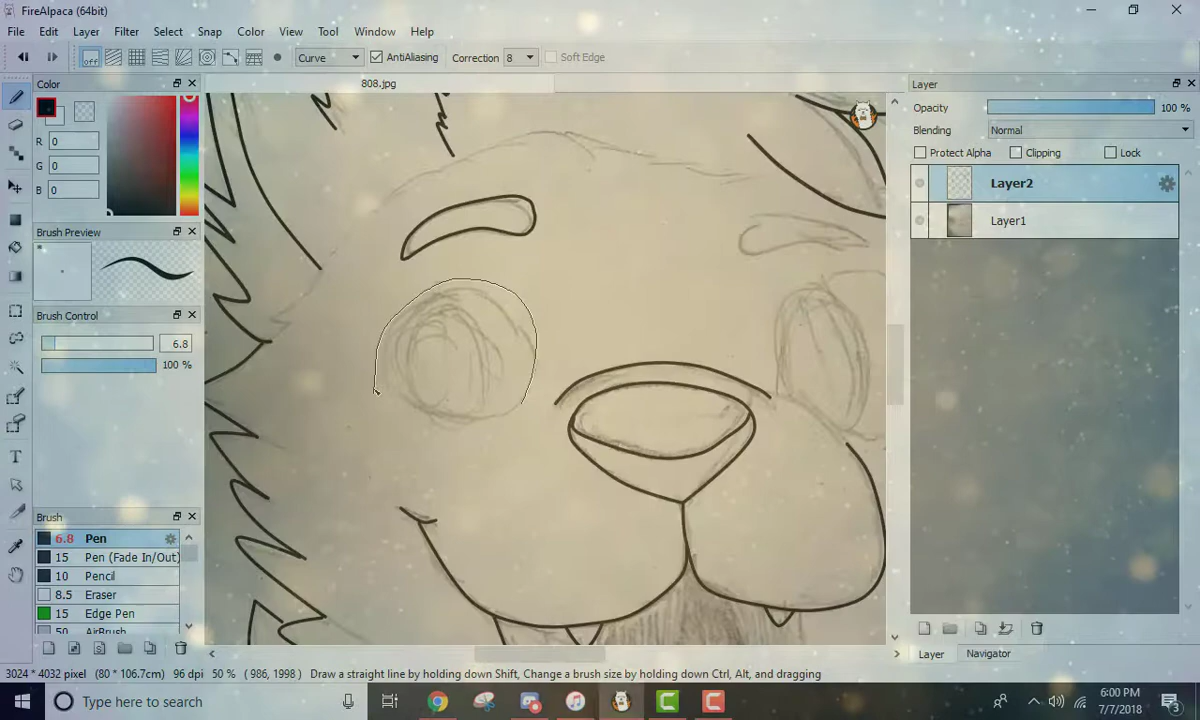 FireAlpaca (64bit)
File Edit Layer Filter Select Snap Color View Tool Window Help
off Curve AntiAliasing Correction 8 Soft Edge
Color
808.jpg
Layer
R 0
G 0
B 0
Opacity 100 %
Blending Normal
Protect Alpha Clipping Lock
Layer2
Layer1
Brush Preview
Brush Control
6.8
100 %
Brush
6.8 Pen
15 Pen (Fade In/Out)
10 Pencil
8.5 Eraser
15 Edge Pen
50 AirBrush
Layer Navigator
3024 * 4032 pixel (80 * 106.7cm) 96 dpi 50 % ( 986, 1998 ) Draw a straight line by holding down Shift, Change a brush size by holding down Ctrl, Alt, and dragging
Type here to search
6:00 PM
7/7/2018
3